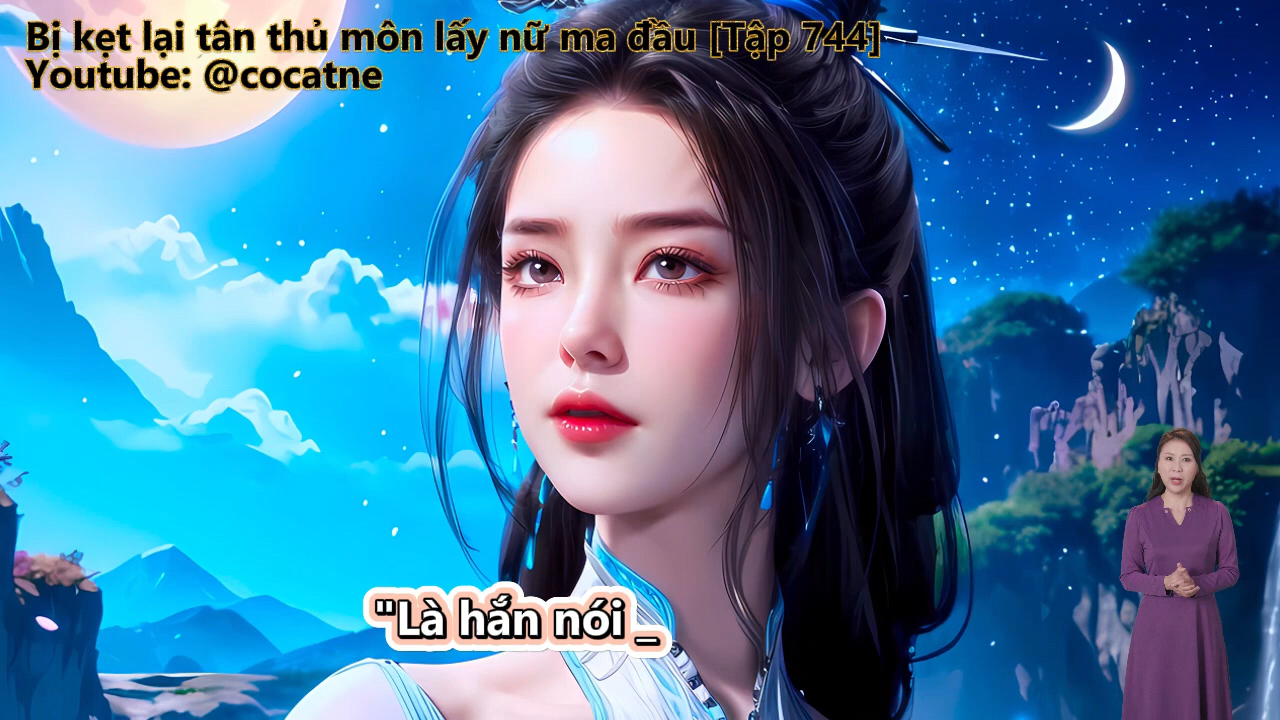 Bị kẹt lại tân thủ môn lấy nữ ma đầu [Tập 744]
Youtube: @cocatne
"Là hắn nói _